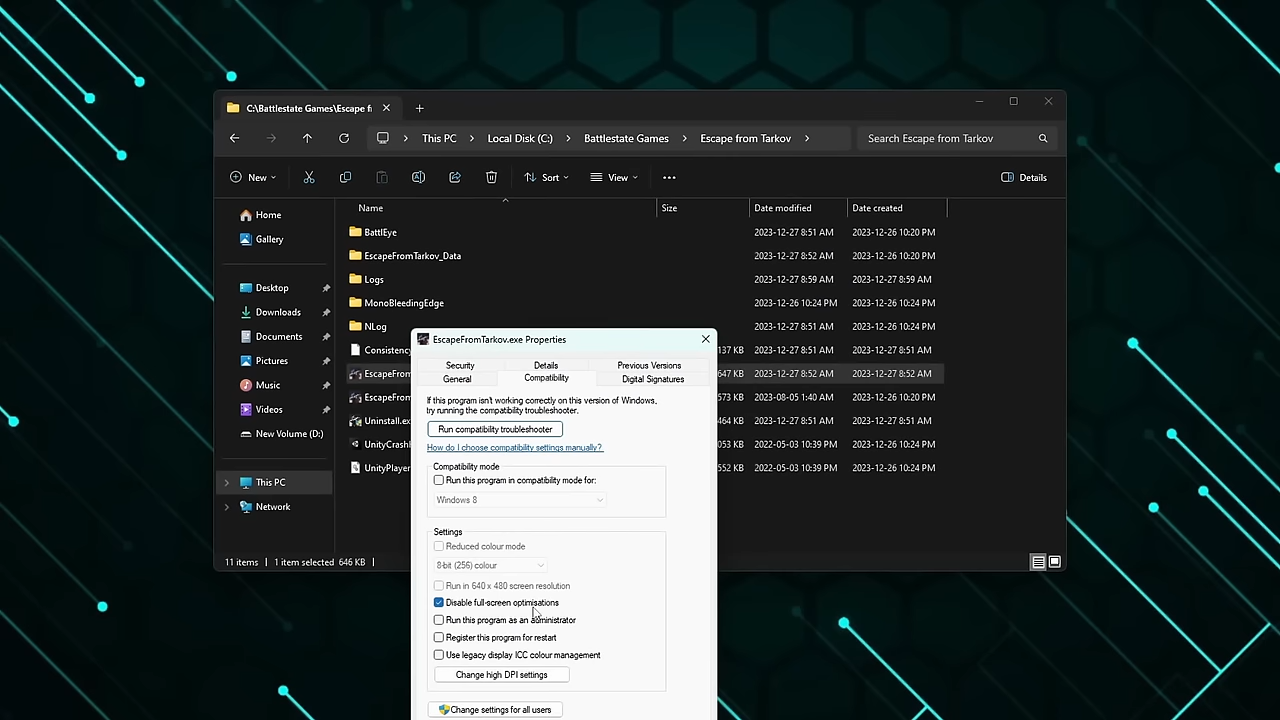 C:\Battlestate Games\Escape f
This PC > Local Disk (C:) > Battlestate Games > Escape from Tarkov >
Search Escape from Tarkov
New
Sort
View
Details
Name Size Date modified Date created
Home
Gallery
Desktop
Downloads
Documents
Pictures
Music
Videos
New Volume (D:)
This PC
Network
BattlEye 2023-12-27 8:51 AM 2023-12-26 10:20 PM
EscapeFromTarkov_Data 2023-12-27 8:52 AM 2023-12-26 10:20 PM
Logs 2023-12-27 8:59 AM 2023-12-27 8:59 AM
MonoBleedingEdge 2023-12-26 10:24 PM 2023-12-26 10:24 PM
NLog 2023-12-27 8:51 AM 2023-12-26 10:20 PM
Consistency 137 KB 2023-12-27 8:51 AM 2023-12-27 8:51 AM
EscapeFrom 647 KB 2023-12-27 8:52 AM 2023-12-27 8:52 AM
EscapeFrom 573 KB 2023-08-05 1:40 AM 2023-12-26 10:20 PM
Uninstall.ex 464 KB 2023-12-27 8:51 AM 2023-12-26 10:20 PM
UnityCrash 053 KB 2022-05-03 10:39 PM 2023-12-26 10:24 PM
UnityPlayer 552 KB 2022-05-03 10:39 PM 2023-12-26 10:24 PM
11 items | 1 item selected 646 KB |
EscapeFromTarkov.exe Properties
Security Details Previous Versions
General Compatibility Digital Signatures
If this program isn't working correctly on this version of Windows,
try running the compatibility troubleshooter.
Run compatibility troubleshooter
How do I choose compatibility settings manually?
Compatibility mode
Run this program in compatibility mode for:
Windows 8
Settings
Reduced colour mode
8-bit (256) colour
Run in 640 x 480 screen resolution
Disable full-screen optimisations
Run this program as an administrator
Register this program for restart
Use legacy display ICC colour management
Change high DPI settings
Change settings for all users